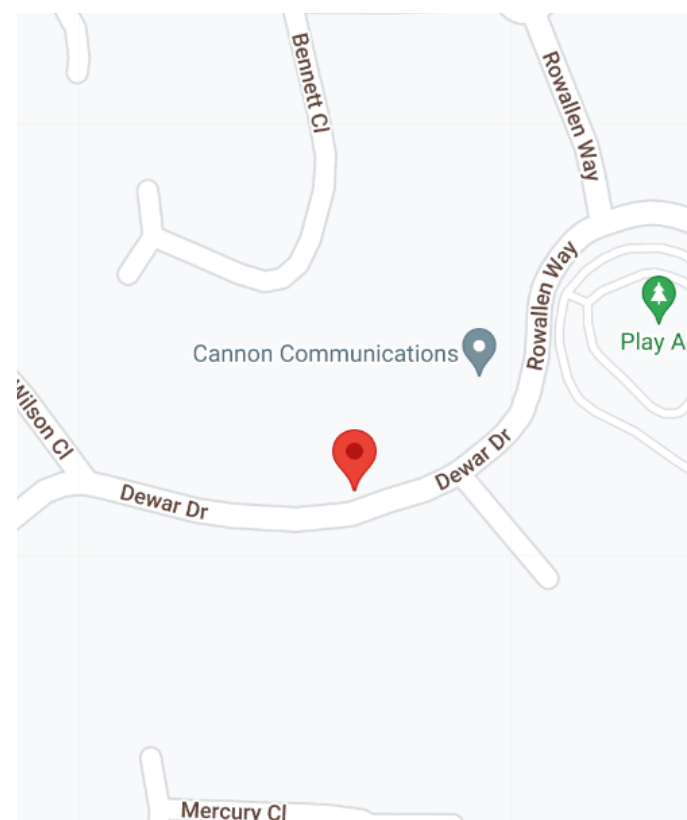 Bennett Cl
Rowallen Way
Rowallen Way
Play A
Cannon Communications
Wilson Cl
Dewar Dr
Dewar Dr
Mercury Cl